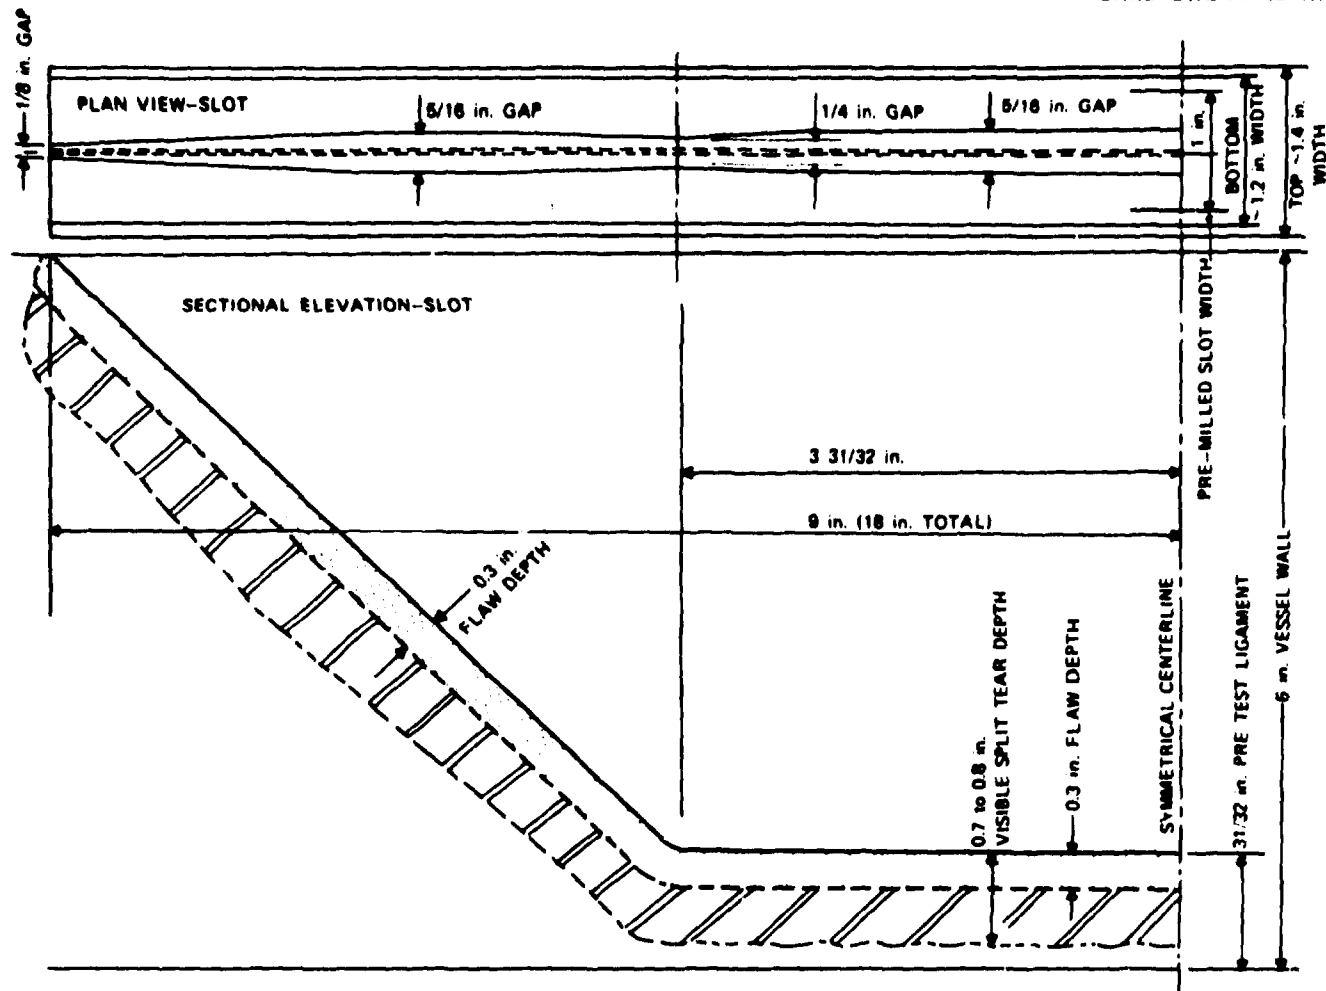 1/8 in. GAP
PLAN VIEW–SLOT
5/16 in. GAP
1/4 in. GAP
5/16 in. GAP
1 in.
BOTTOM
~1.2 in. WIDTH
TOP ~1.4 in.
WIDTH
SECTIONAL ELEVATION–SLOT
PRE-MILLED SLOT WIDTH
3 31/32 in.
9 in. (18 in. TOTAL)
0.3 in.
FLAW DEPTH
0.7 to 0.8 in.
VISIBLE SPLIT TEAR DEPTH
0.3 in. FLAW DEPTH
SYMMETRICAL CENTERLINE
31/32 in. PRE TEST LIGAMENT
6 in. VESSEL WALL